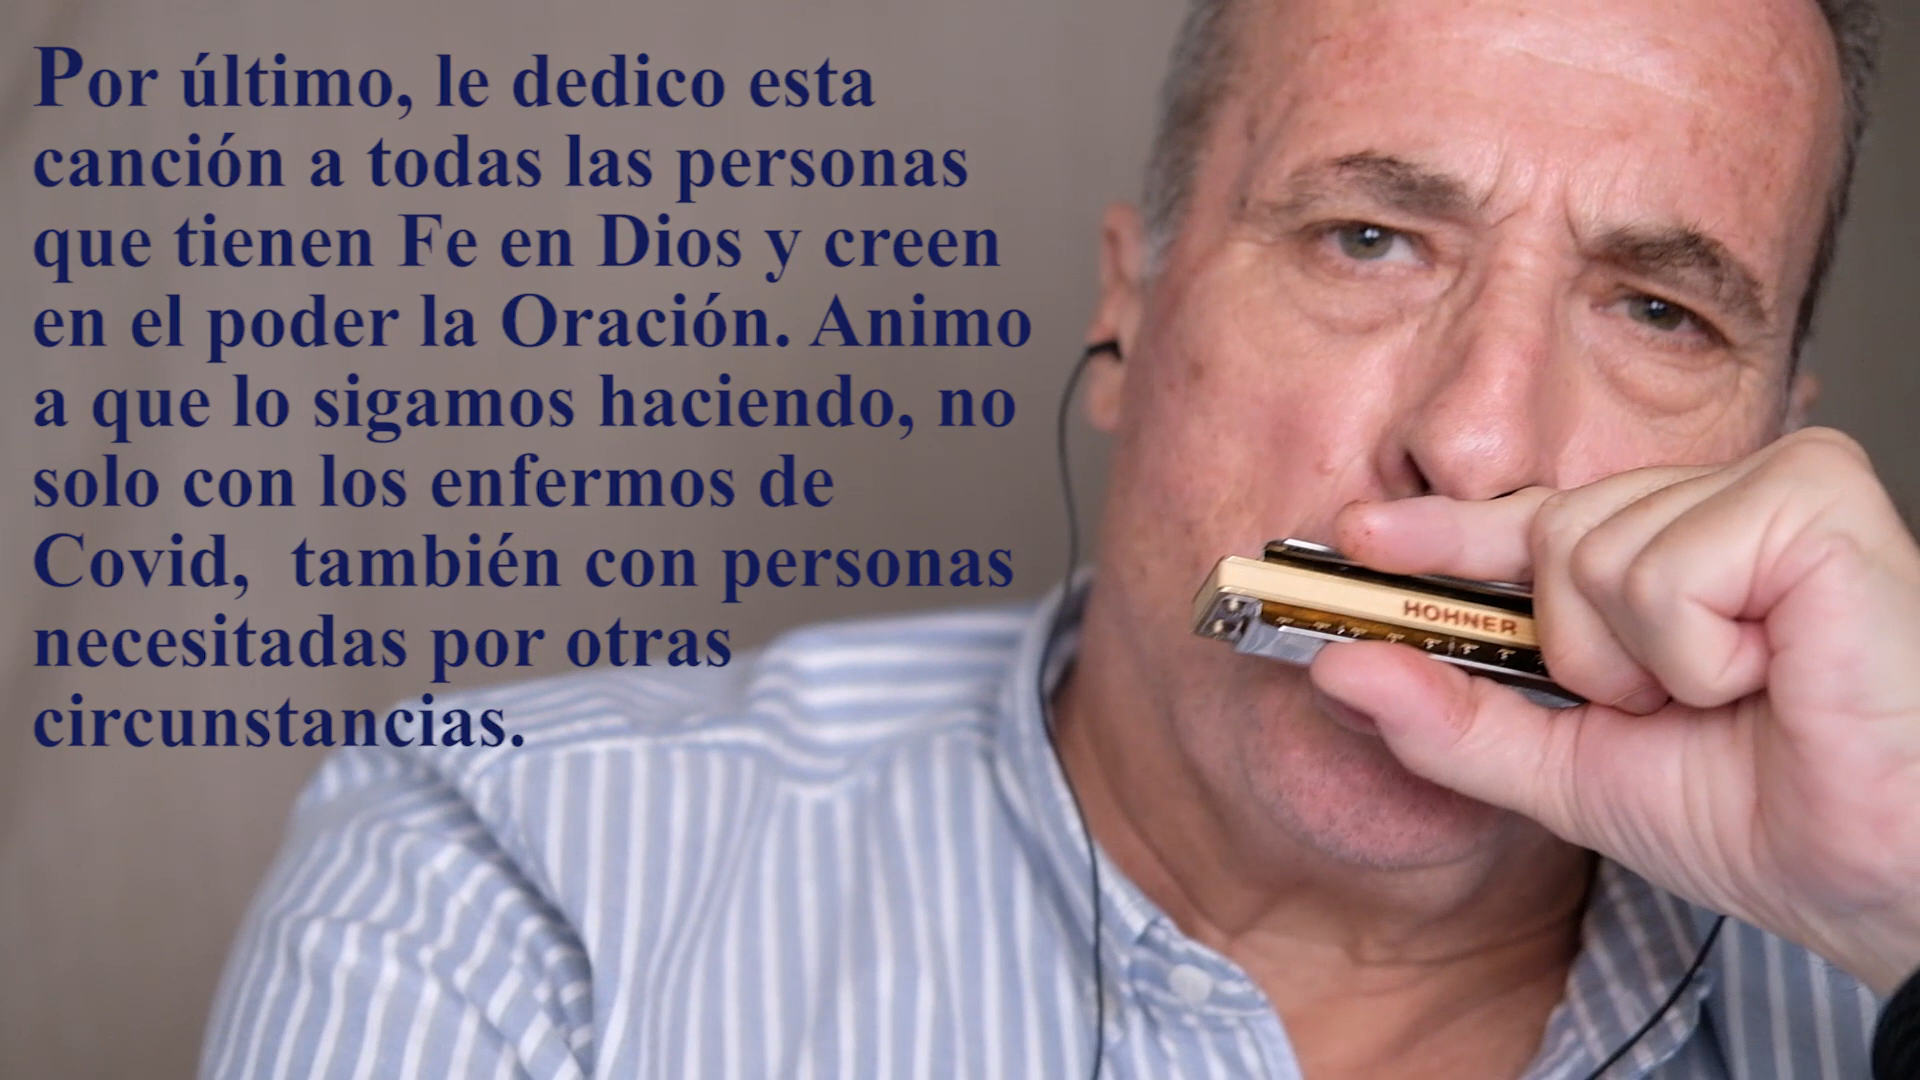 Por último, le dedico esta
canción a todas las personas
que tienen Fe en Dios y creen
en el poder la Oración. Animo
a que lo sigamos haciendo, no
solo con los enfermos de
Covid,  también con personas
necesitadas por otras
circunstancias.
HOHNER